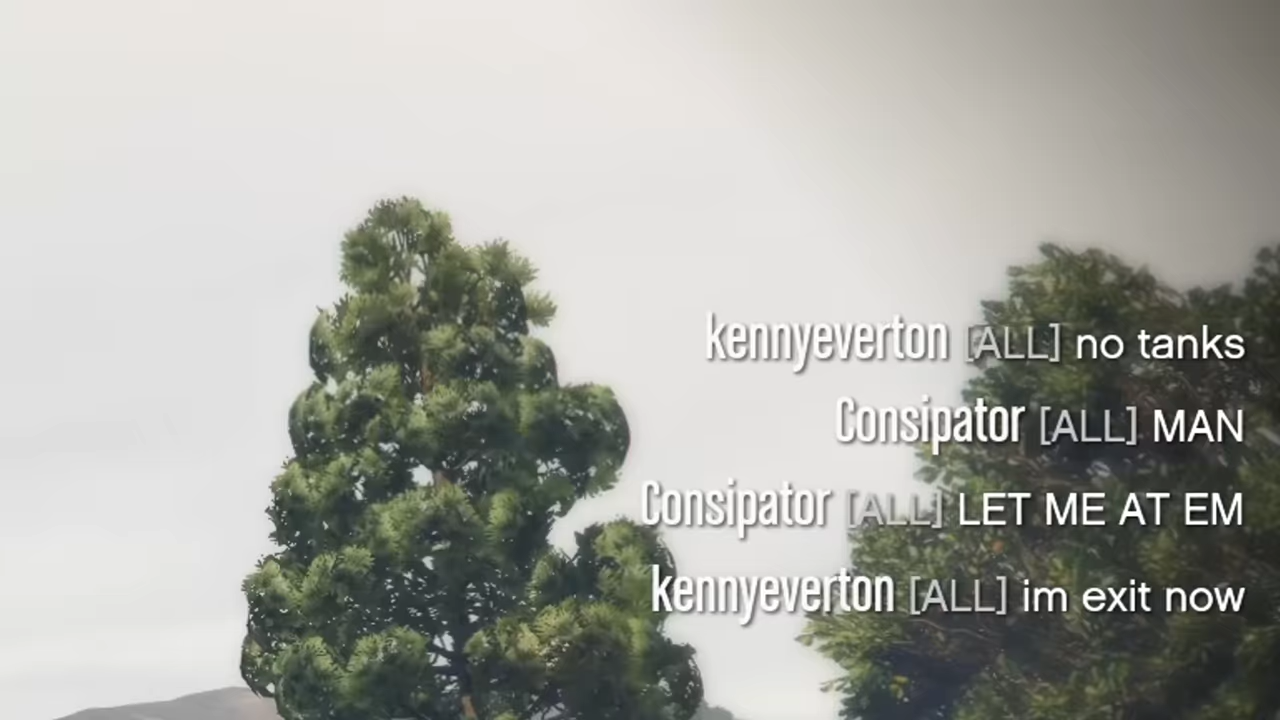 kennyeverton [ALL] no tanks
Consipator [ALL] MAN
Consipator [ALL] LET ME AT EM
kennyeverton [ALL] im exit now